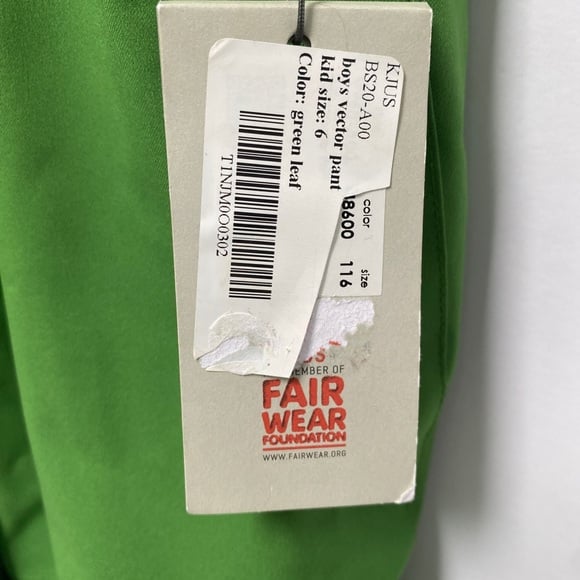 KJUS
BS20-A00
boys vector pant
kid size: 6
Color: green leaf
T1NJM0O0302
color
8600
size
116
MEMBER OF
FAIR
WEAR
FOUNDATION
WWW.FAIRWEAR.ORG